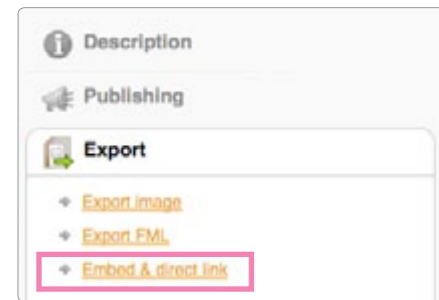 Description
Publishing
Export
Export image
Export FML
Embed & direct link